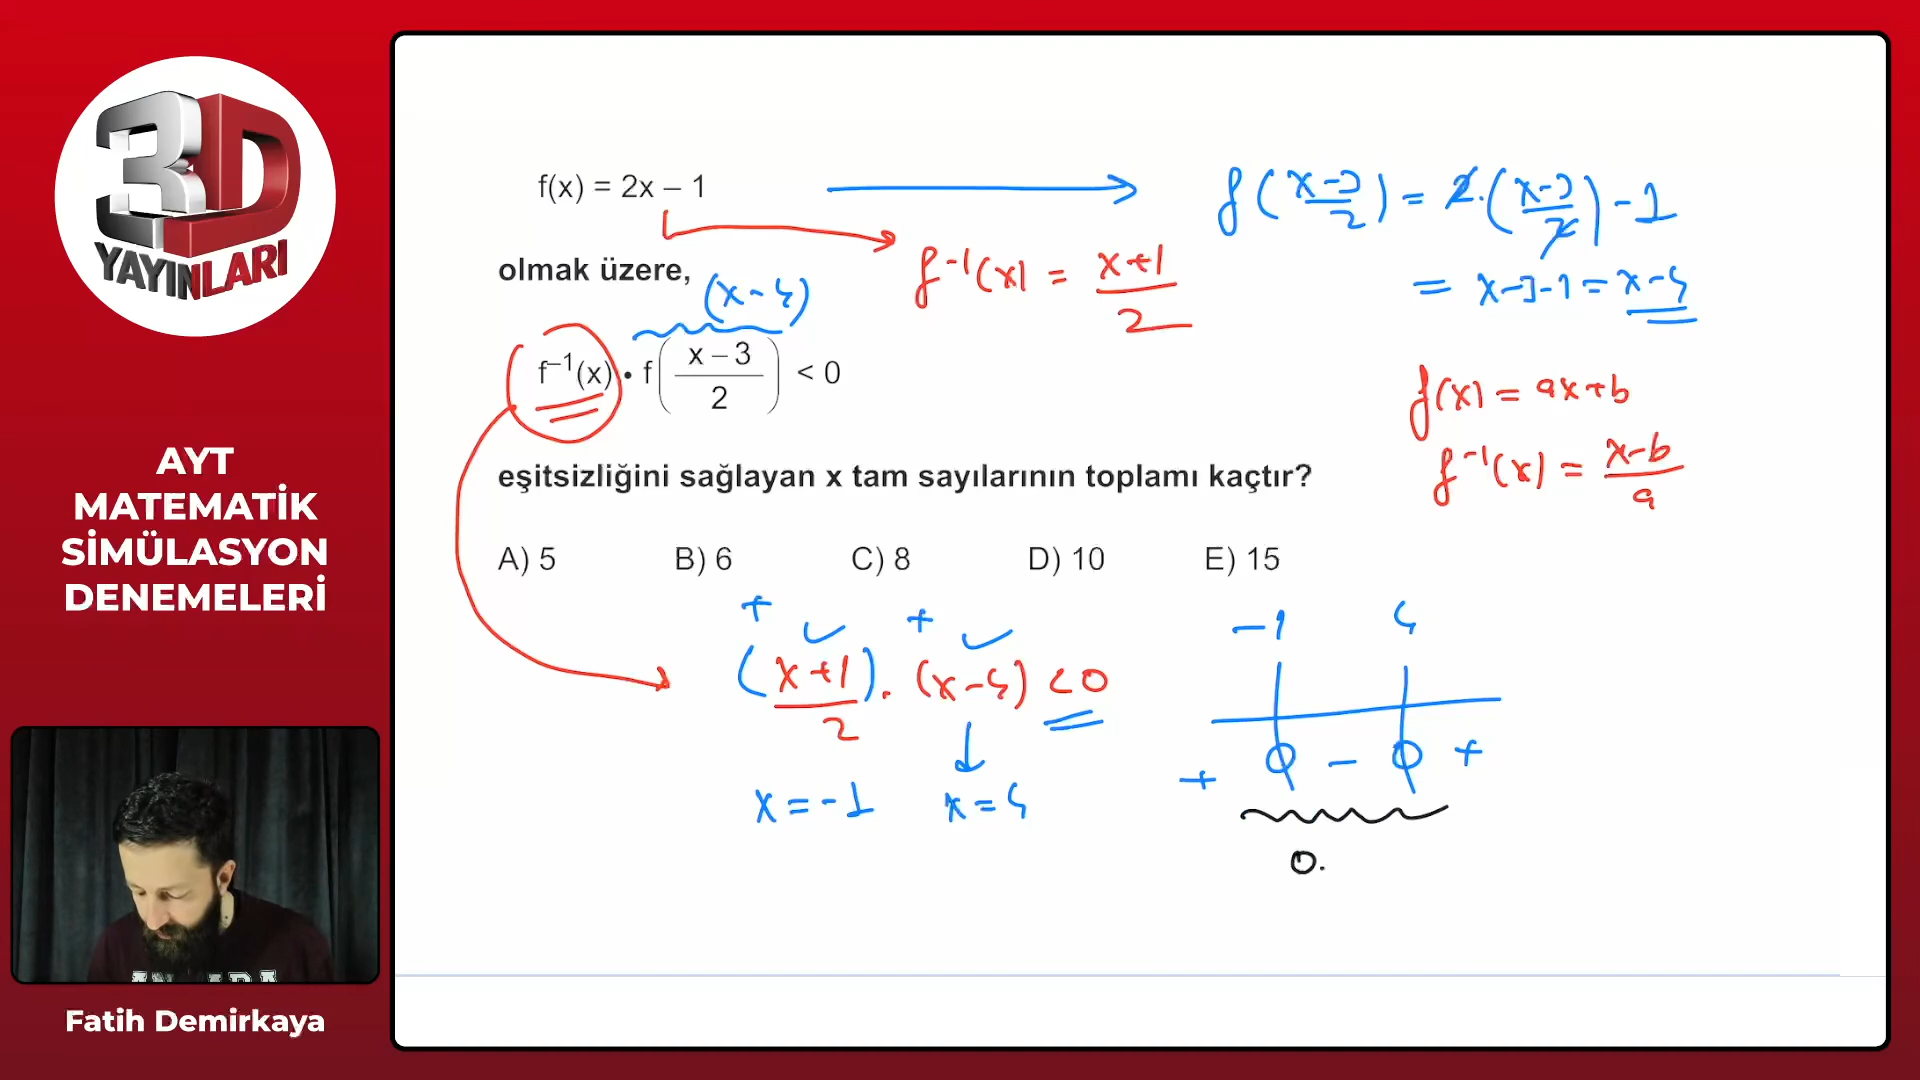 3D
YAYINLARI
AYT
MATEMATİK
SİMÜLASYON
DENEMELERİ
Fatih Demirkaya
f(x) = 2x – 1
f((x-3)/2) = 2·((x-3)/2) - 1
= x-3-1 = x-4
olmak üzere,
f⁻¹(x) = (x+1)/2
(x-4)
f⁻¹(x) • f((x – 3)/2) < 0
f(x) = ax+b
f⁻¹(x) = (x-b)/a
eşitsizliğini sağlayan x tam sayılarının toplamı kaçtır?
A) 5 B) 6 C) 8 D) 10 E) 15
+ +
((x+1)/2) . (x-4) < 0
x = -1 x = 4
-1 4
+ - +
0.